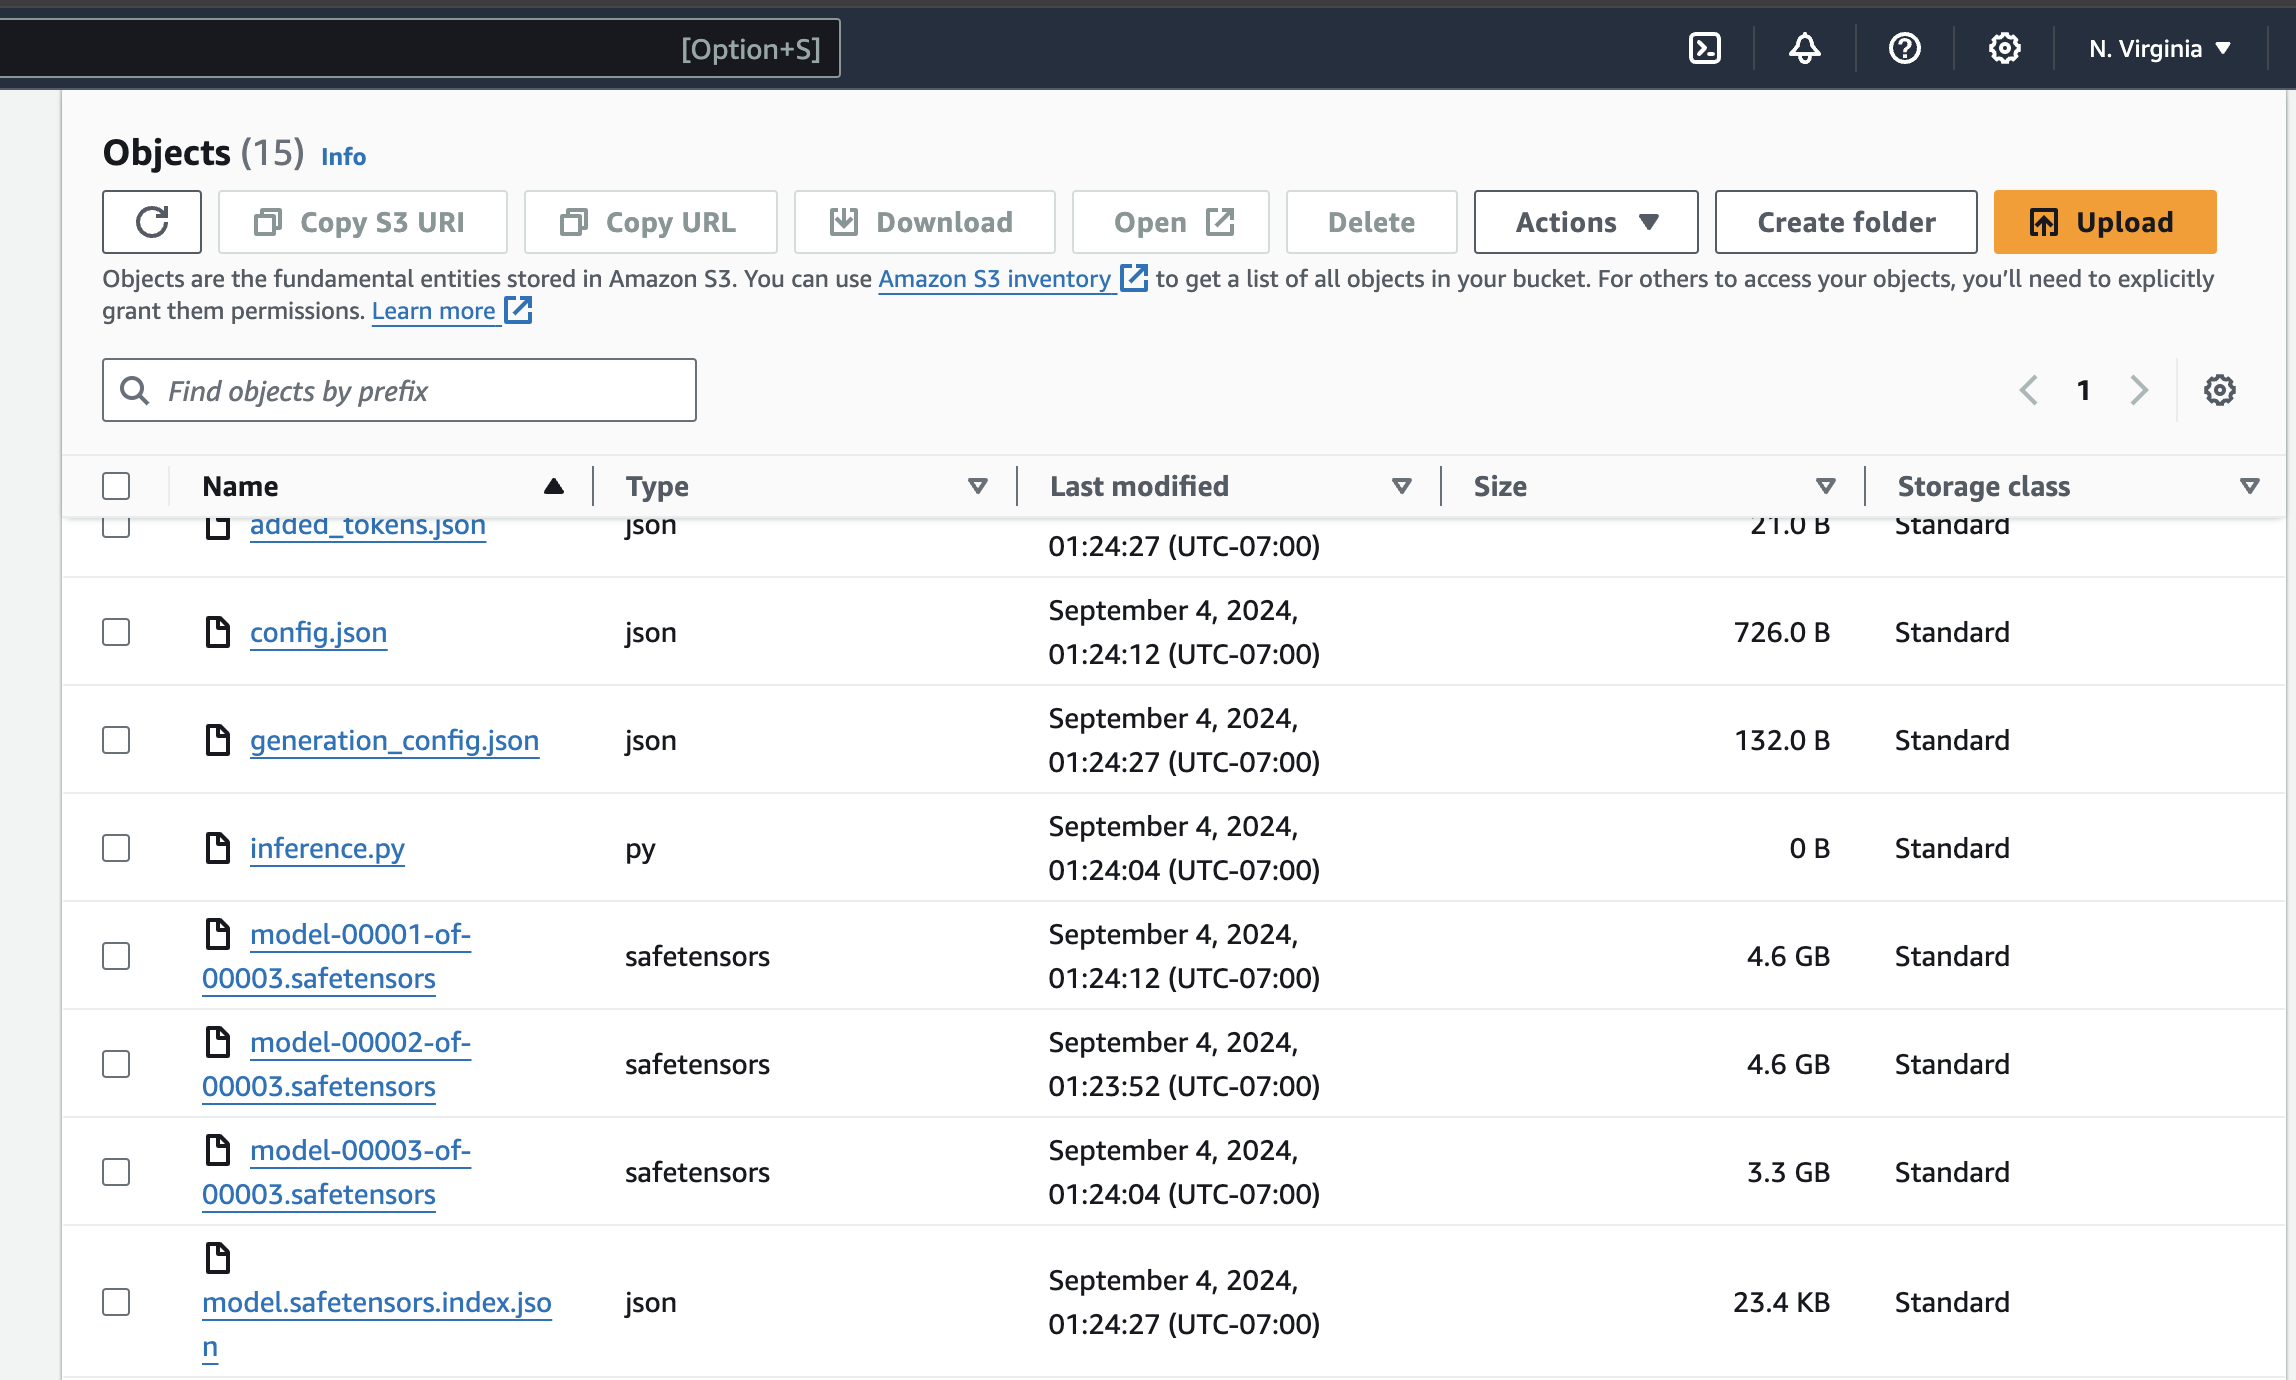 [Option+S]
N. Virginia
Objects (15) Info
Copy S3 URI
Copy URL
Download
Open
Delete
Actions
Create folder
Upload
Objects are the fundamental entities stored in Amazon S3. You can use Amazon S3 inventory to get a list of all objects in your bucket. For others to access your objects, you’ll need to explicitly
grant them permissions. Learn more
Find objects by prefix
1
Name
Type
Last modified
Size
Storage class
added_tokens.json
json
01:24:27 (UTC-07:00)
21.0 B
Standard
config.json
json
September 4, 2024,
01:24:12 (UTC-07:00)
726.0 B
Standard
generation_config.json
json
September 4, 2024,
01:24:27 (UTC-07:00)
132.0 B
Standard
inference.py
py
September 4, 2024,
01:24:04 (UTC-07:00)
0 B
Standard
model-00001-of-
00003.safetensors
safetensors
September 4, 2024,
01:24:12 (UTC-07:00)
4.6 GB
Standard
model-00002-of-
00003.safetensors
safetensors
September 4, 2024,
01:23:52 (UTC-07:00)
4.6 GB
Standard
model-00003-of-
00003.safetensors
safetensors
September 4, 2024,
01:24:04 (UTC-07:00)
3.3 GB
Standard
model.safetensors.index.jso
n
json
September 4, 2024,
01:24:27 (UTC-07:00)
23.4 KB
Standard